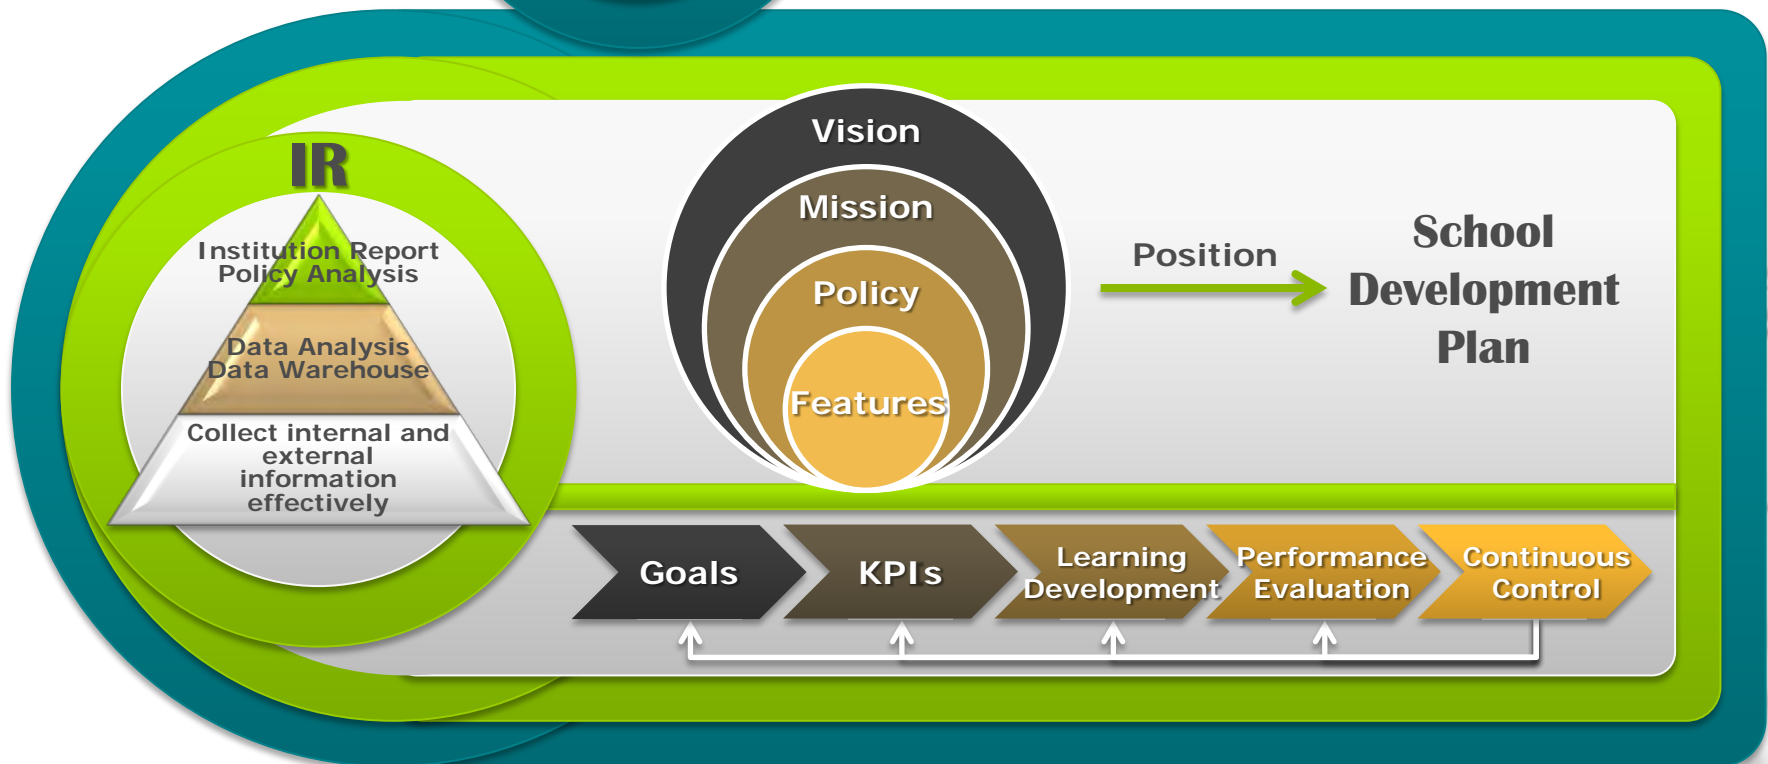 IR
Institution Report
Policy Analysis
Data Analysis
Data Warehouse
Collect internal and
external
information
effectively
Vision
Mission
Policy
Features
Position
School
Development
Plan
Goals
KPIs
Learning
Development
Performance
Evaluation
Continuous
Control